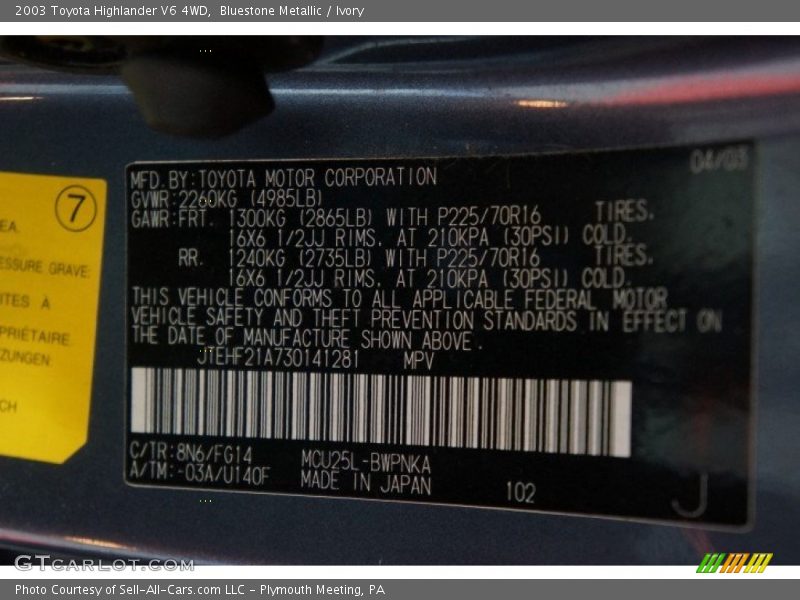 2003 Toyota Highlander V6 4WD, Bluestone Metallic / Ivory
7
EA.
ESSURE GRAVE:
ITES À
PRIÉTAIRE.
ZUNGEN
CH
04/03
MFD.BY:TOYOTA MOTOR CORPORATION
GVWR:2260KG (4985LB)
GAWR:FRT. 1300KG (2865LB) WITH P225/70R16 TIRES.
16X6 1/2JJ RIMS. AT 210KPA (30PSI) COLD.
RR. 1240KG (2735LB) WITH P225/70R16 TIRES.
16X6 1/2JJ RIMS. AT 210KPA (30PSI) COLD.
THIS VEHICLE CONFORMS TO ALL APPLICABLE FEDERAL MOTOR
VEHICLE SAFETY AND THEFT PREVENTION STANDARDS IN EFFECT ON
THE DATE OF MANUFACTURE SHOWN ABOVE.
JTEHF21A730141281 MPV
C/TR:8N6/FG14 MCU25L-BWPNKA
A/TM:-03A/U140F MADE IN JAPAN 102
J
GTCARLOT.COM
Photo Courtesy of Sell-All-Cars.com LLC - Plymouth Meeting, PA